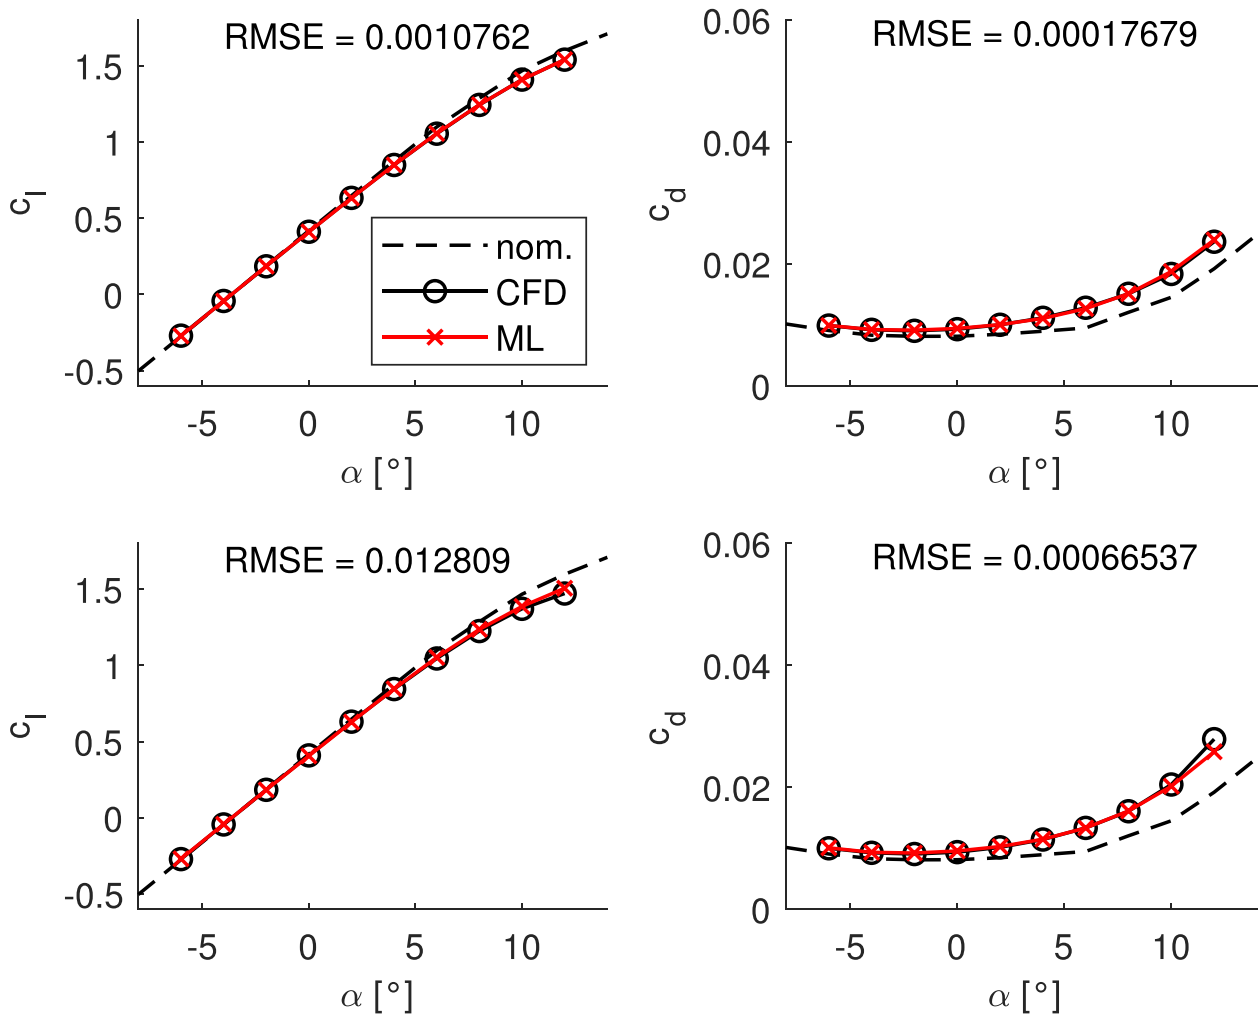 RMSE = 0.0010762
1.5
1
0.5
0
-0.5
c_l
nom.
CFD
ML
-5 0 5 10
α [°]
RMSE = 0.00017679
0.06
0.04
0.02
0
c_d
-5 0 5 10
α [°]
RMSE = 0.012809
1.5
1
0.5
0
-0.5
c_l
-5 0 5 10
α [°]
RMSE = 0.00066537
0.06
0.04
0.02
0
c_d
-5 0 5 10
α [°]